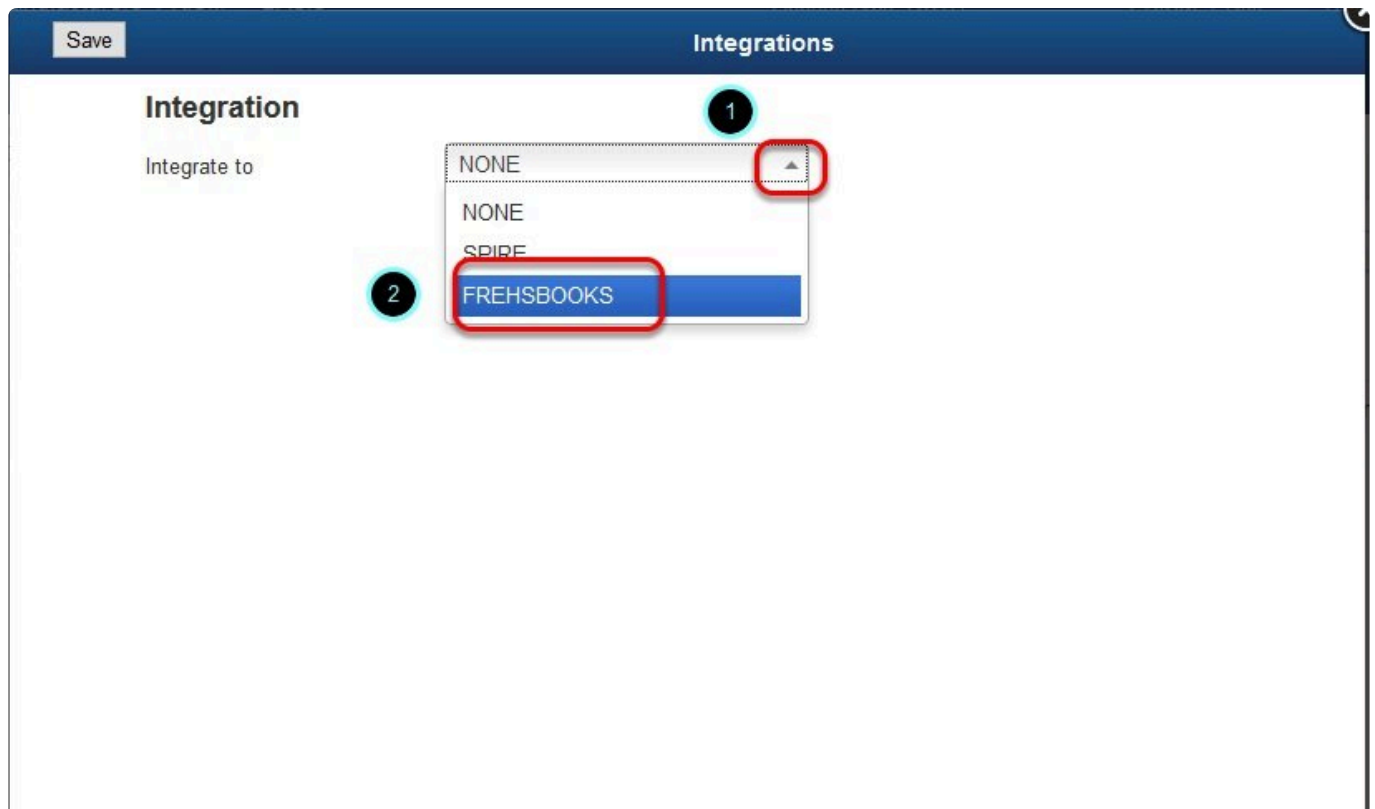 Save
Integrations
Integration
1
Integrate to
NONE
NONE
SPIRE
2
FREHSBOOKS